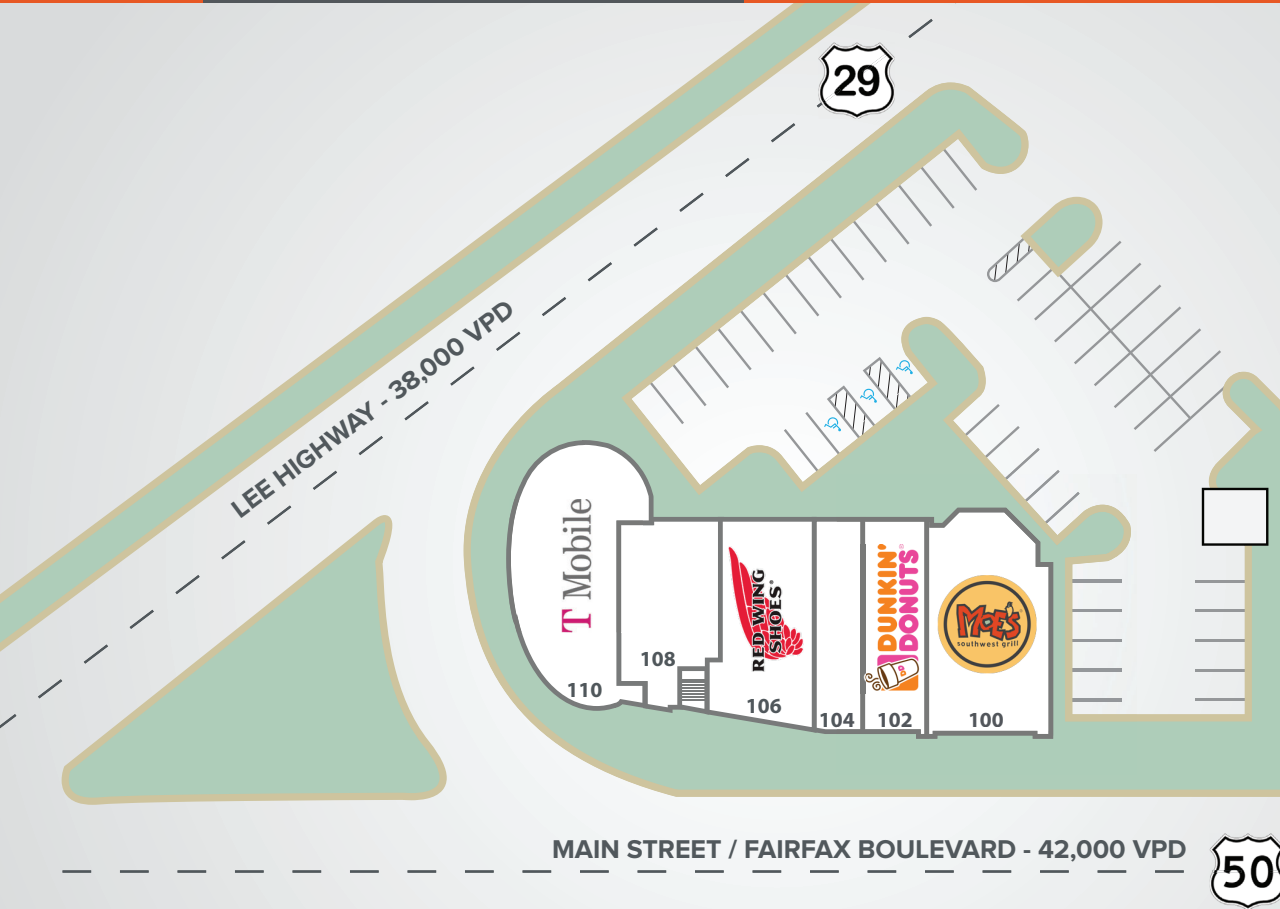 29
LEE HIGHWAY - 38,000 VPD
T Mobile
110
108
RED WING
SHOES®
106
104
DUNKIN'
DONUTS®
DD
102
MOE'S
southwest grill
100
MAIN STREET / FAIRFAX BOULEVARD - 42,000 VPD
50